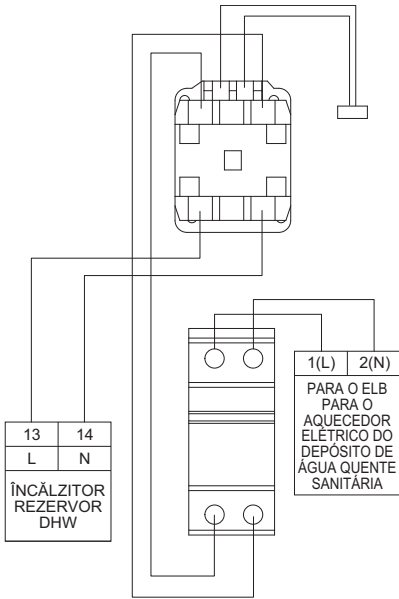 1(L) 2(N)
PARA O ELB
PARA O
AQUECEDOR
ELÉTRICO DO
DEPÓSITO DE
ÁGUA QUENTE
SANITÁRIA
13 14
L N
ÎNCĂLZITOR
REZERVOR
DHW